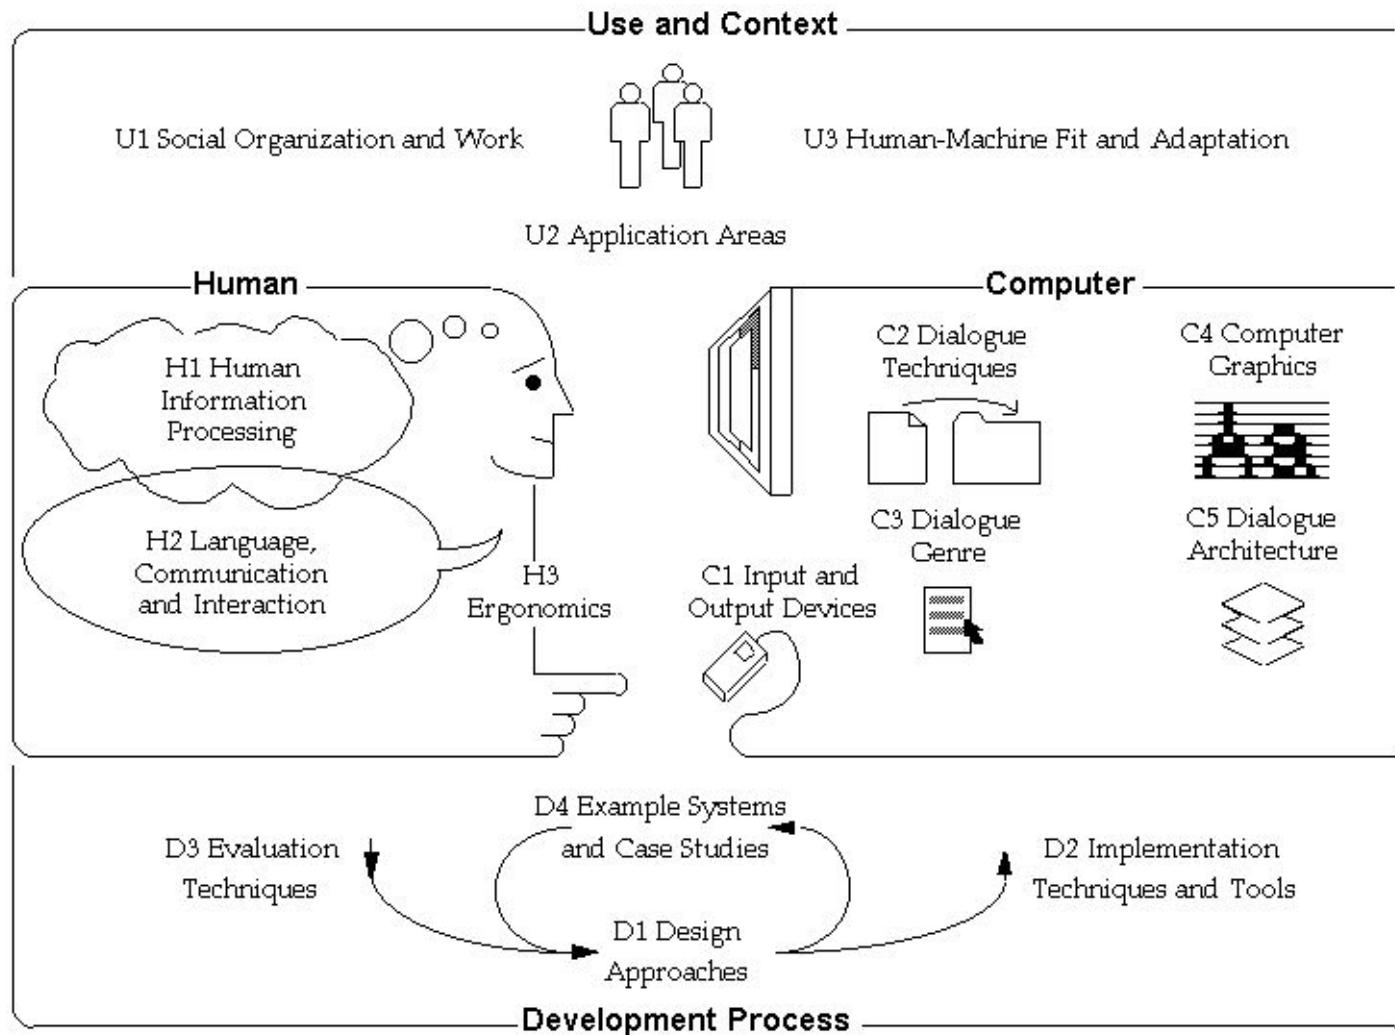 Use and Context
U1 Social Organization and Work
U3 Human-Machine Fit and Adaptation
U2 Application Areas
Human
H1 Human
Information
Processing
H2 Language,
Communication
and Interaction
H3
Ergonomics
Computer
C1 Input and
Output Devices
C2 Dialogue
Techniques
C3 Dialogue
Genre
C4 Computer
Graphics
C5 Dialogue
Architecture
D3 Evaluation
Techniques
D4 Example Systems
and Case Studies
D1 Design
Approaches
D2 Implementation
Techniques and Tools
Development Process